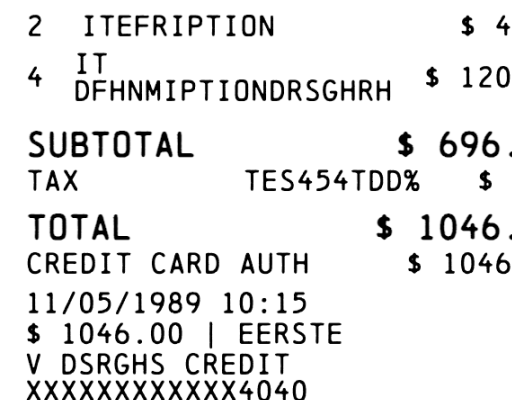 2 ITEFRIPTION $ 4
4 IT
DFHNMIPTIONDRSGHRH $ 120
SUBTOTAL $ 696.
TAX TES454TDD% $
TOTAL $ 1046.
CREDIT CARD AUTH $ 1046
11/05/1989 10:15
$ 1046.00 | EERSTE
V DSRGHS CREDIT
XXXXXXXXXXXX4040